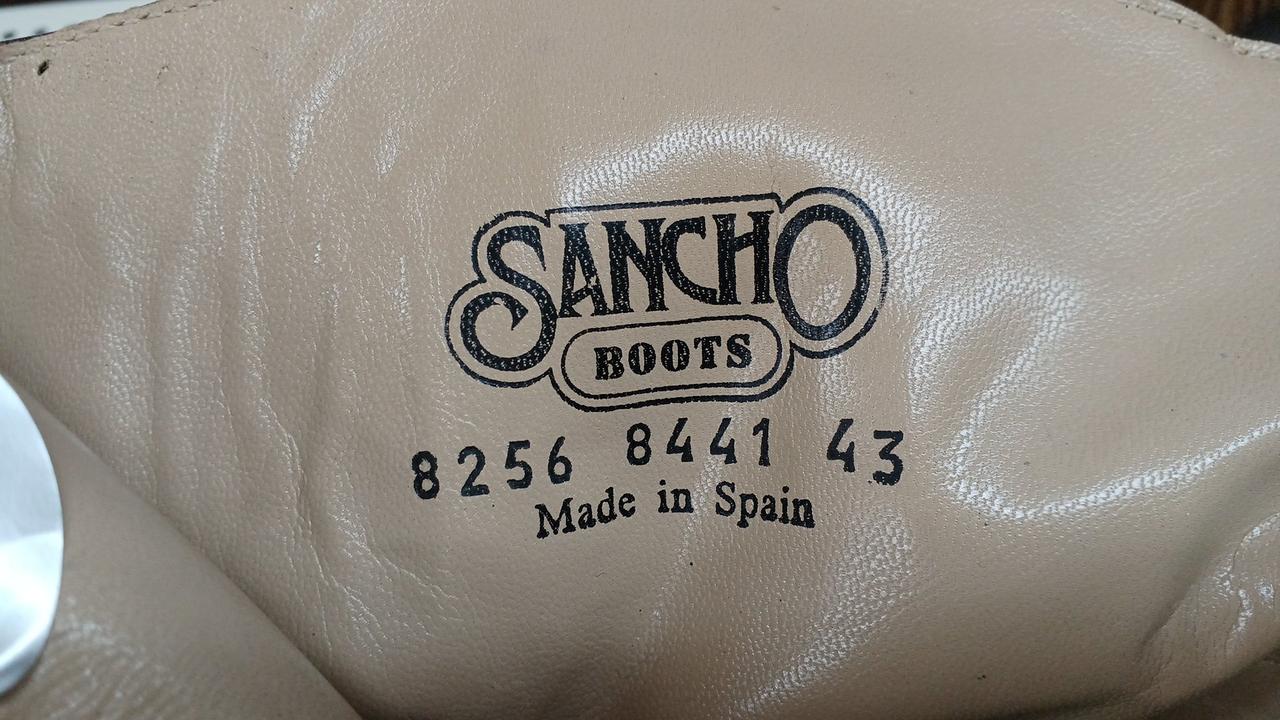 SANCHO
BOOTS
8256 8441 43
Made in Spain